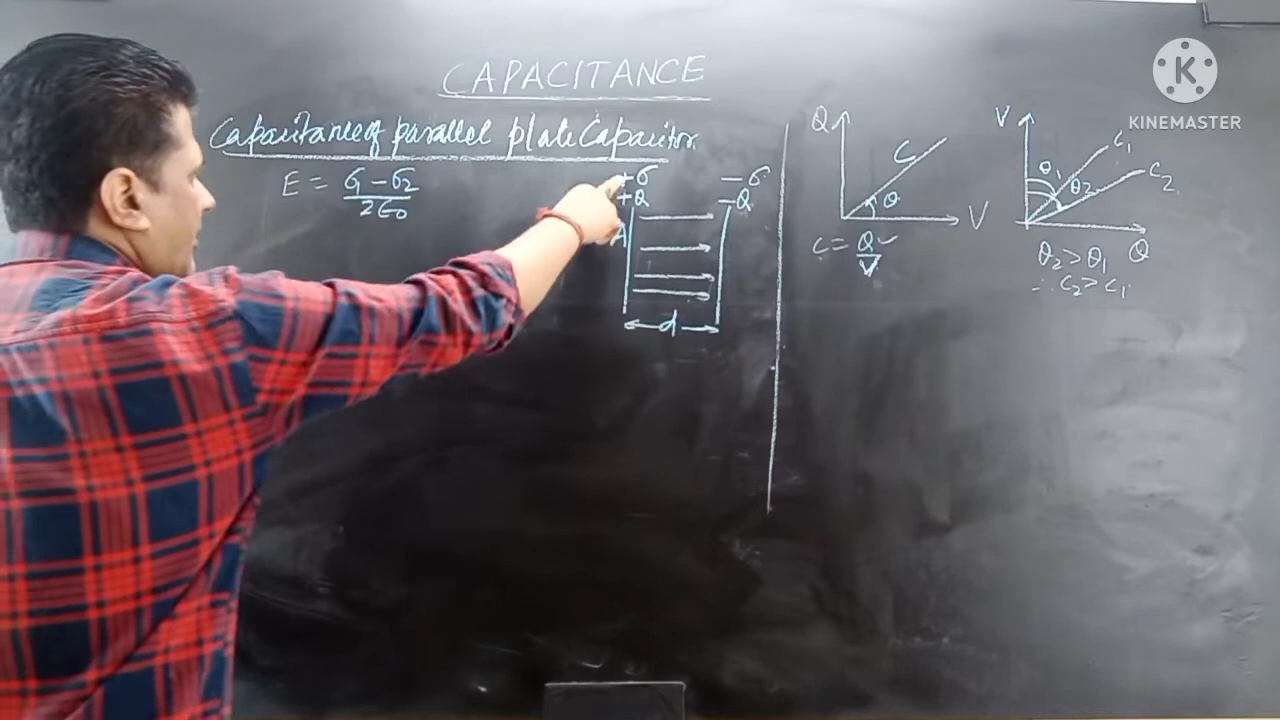 CAPACITANCE
Capacitance of parallel plate Capacitor.
E = σ1 - σ2 / 2ε0
+σ -σ
+Q -Q
A
d
Q
C
θ
V
C = Q / V
V
C1
C2
θ1
θ2
Q
θ2 > θ1
∴ C2 > C1
K
KINEMASTER